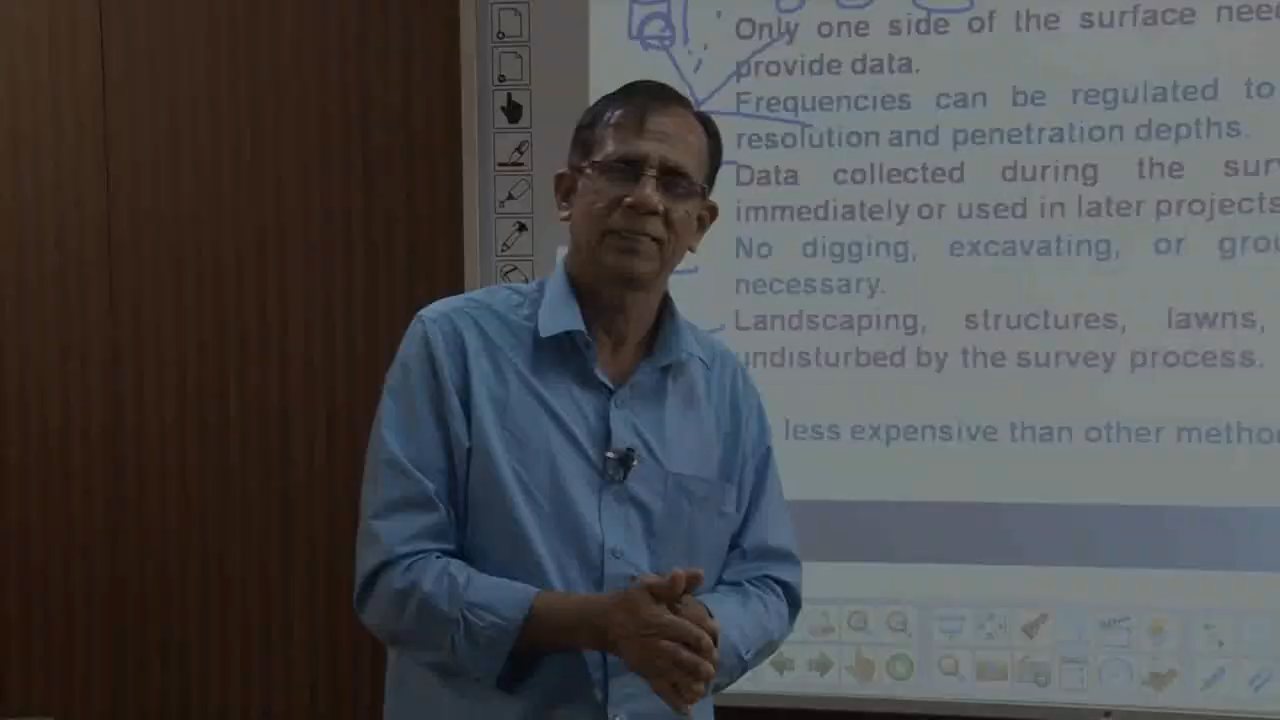 Only one side of the surface nee
provide data.
Frequencies can be regulated to
resolution and penetration depths.
Data collected during the sur
immediately or used in later projects
No digging, excavating, or gro
necessary.
Landscaping, structures, lawns,
undisturbed by the survey process.
less expensive than other metho